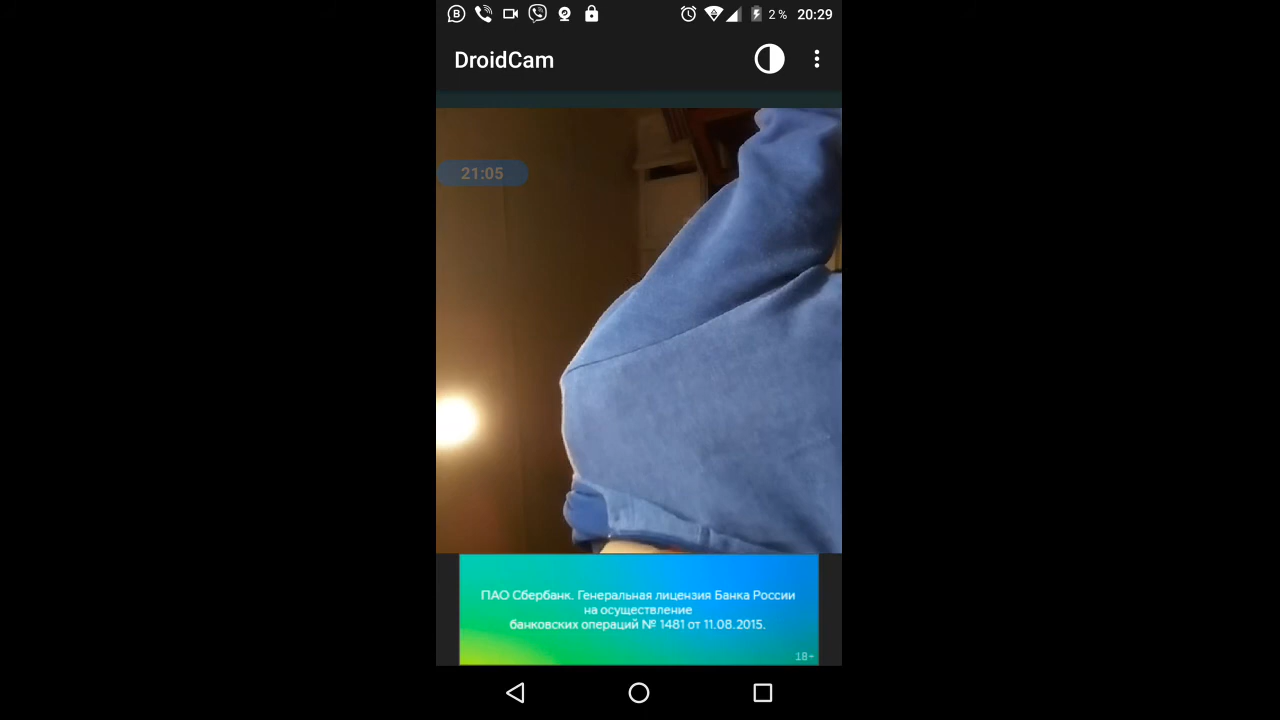 2% 20:29
DroidCam
21:05
ПАО Сбербанк. Генеральная лицензия Банка России
на осуществление
банковских операций № 1481 от 11.08.2015.
18+